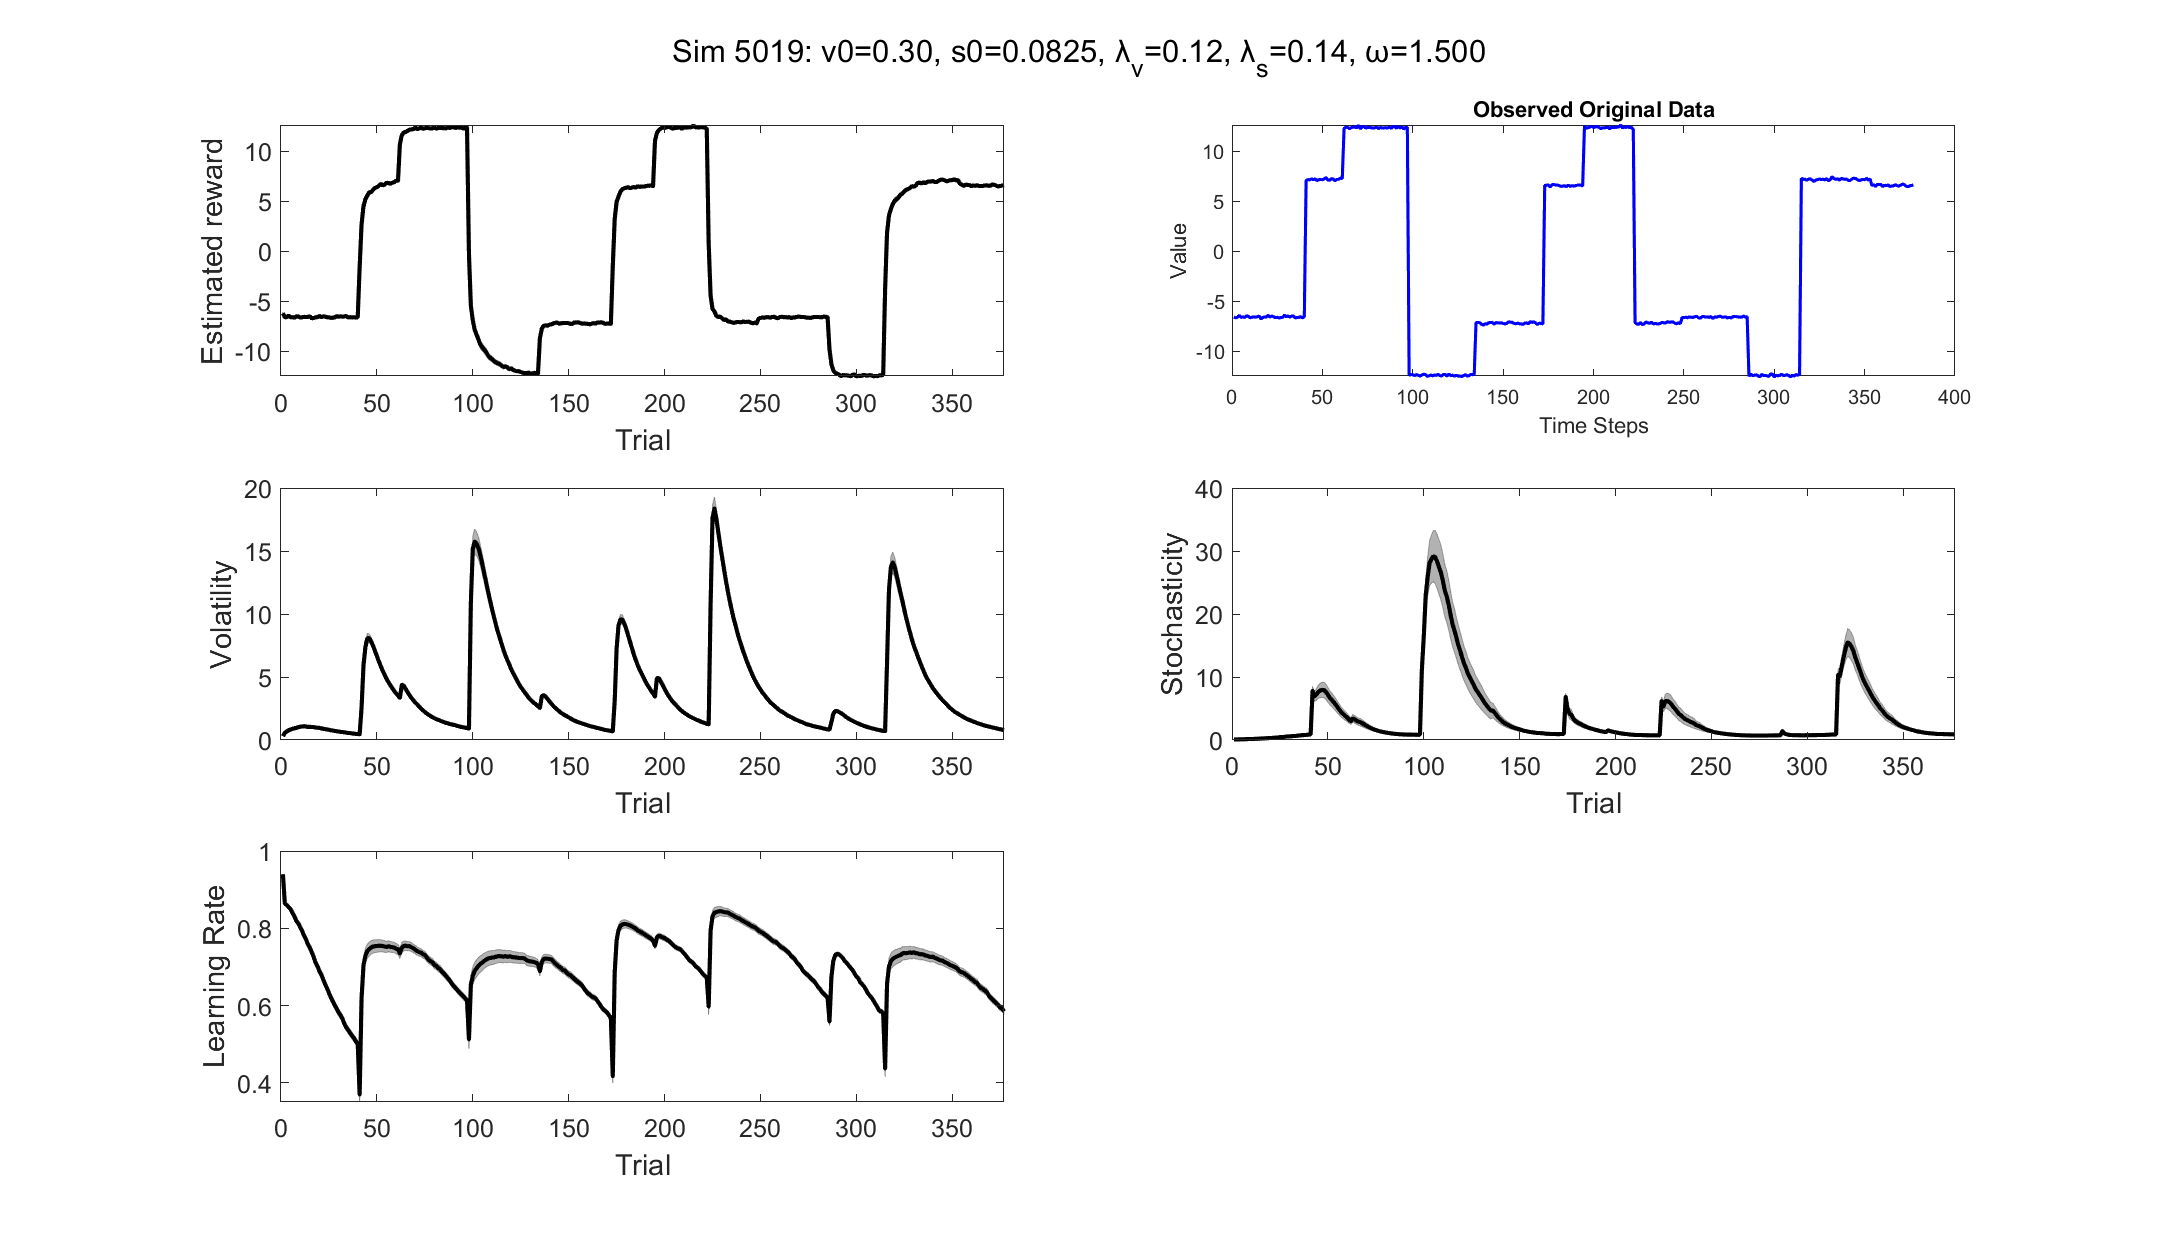 Sim 5019: v0=0.30, s0=0.0825, λ_v=0.12, λ_s=0.14, ω=1.500
Estimated reward
10
5
0
-5
-10
0 50 100 150 200 250 300 350
Trial
Observed Original Data
Value
10
5
0
-5
-10
0 50 100 150 200 250 300 350 400
Time Steps
Volatility
20
15
10
5
0
0 50 100 150 200 250 300 350
Trial
Stochasticity
40
30
20
10
0
0 50 100 150 200 250 300 350
Trial
Learning Rate
1
0.8
0.6
0.4
0 50 100 150 200 250 300 350
Trial